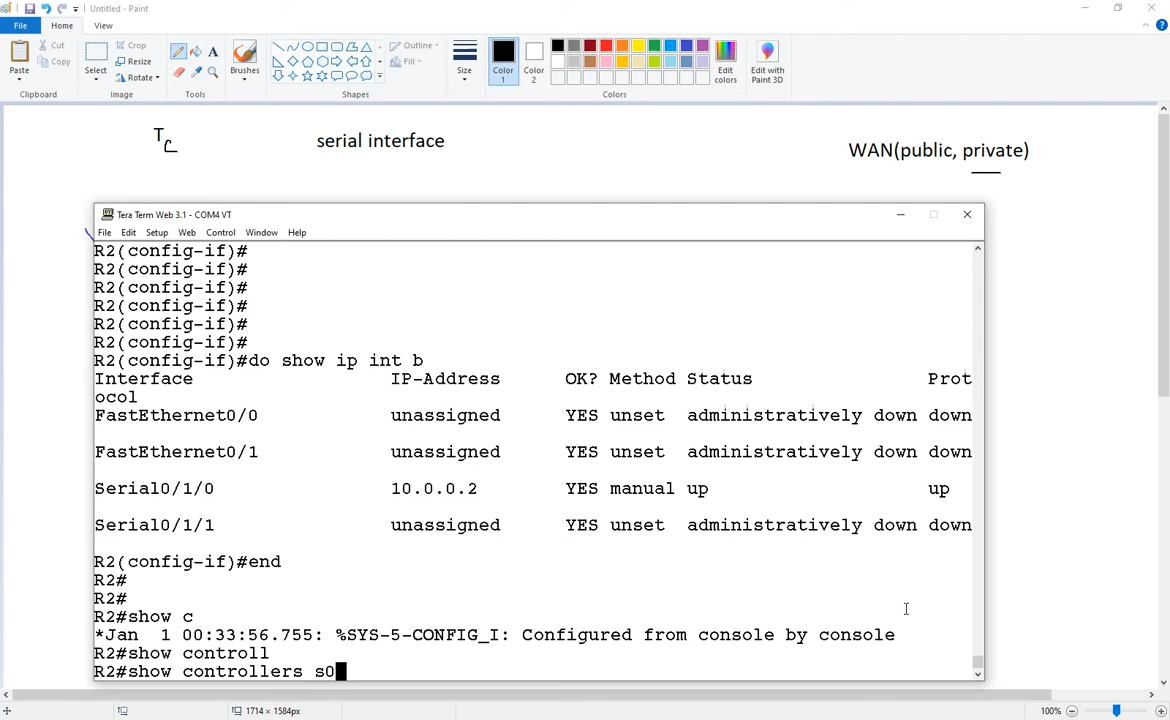 Untitled - Paint
File Home View
Paste
Cut
Copy
Clipboard
Select
Crop
Resize
Rotate
Image
Tools
Brushes
Outline
Fill
Shapes
Size
Color 1
Color 2
Edit colors
Colors
Edit with Paint 3D
serial interface
WAN(public, private)
Tera Term Web 3.1 - COM4 VT
File Edit Setup Web Control Window Help
R2(config-if)#
R2(config-if)#
R2(config-if)#
R2(config-if)#
R2(config-if)#
R2(config-if)#
R2(config-if)#do show ip int b
Interface IP-Address OK? Method Status Prot
ocol
FastEthernet0/0 unassigned YES unset administratively down down
FastEthernet0/1 unassigned YES unset administratively down down
Serial0/1/0 10.0.0.2 YES manual up up
Serial0/1/1 unassigned YES unset administratively down down
R2(config-if)#end
R2#
R2#
R2#show c
*Jan 1 00:33:56.755: %SYS-5-CONFIG_I: Configured from console by console
R2#show controll
R2#show controllers s0
1714 × 1584px
100%